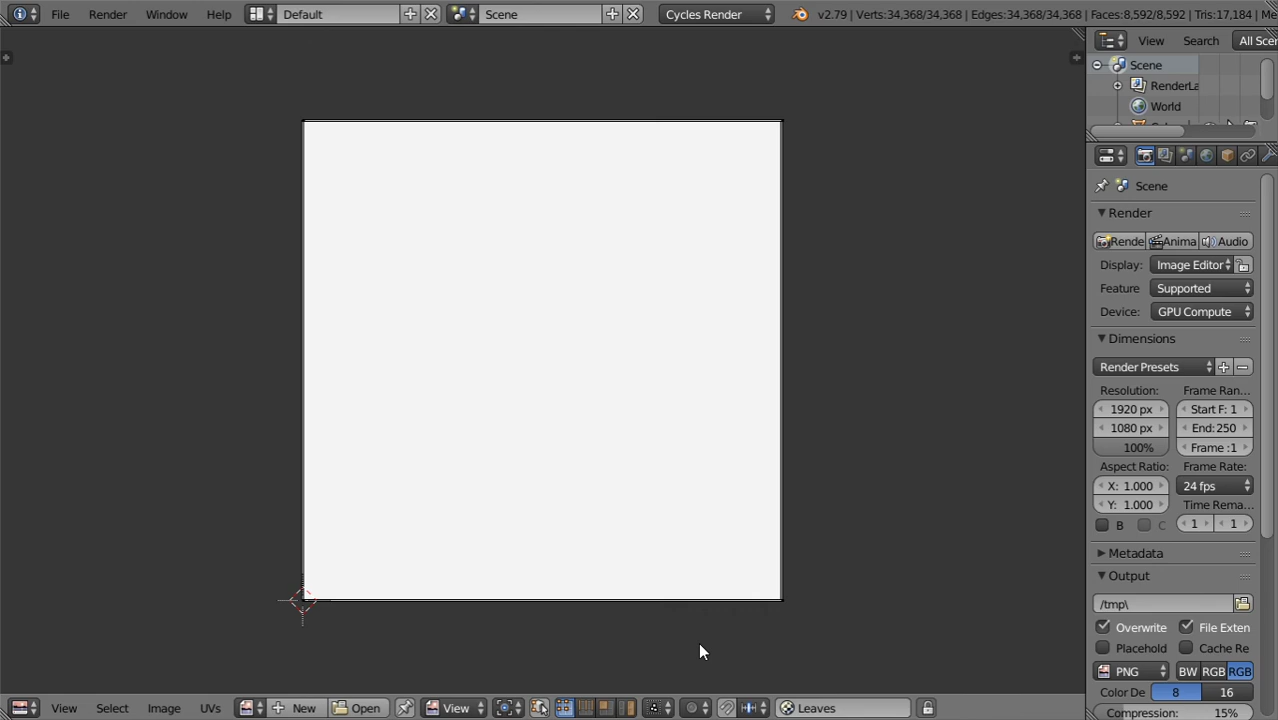 File Render Window Help Default Scene Cycles Render v2.79 | Verts:34,368/34,368 | Edges:34,368/34,368 | Faces:8,592/8,592 | Tris:17,184 | Me
View Search All Scer
Scene
RenderLa
World
Scene
Render
Rende Anima Audio
Display: Image Editor
Feature Supported
Device: GPU Compute
Dimensions
Render Presets
Resolution: Frame Ran...
1920 px Start F: 1
1080 px End: 250
100% Frame :1
Aspect Ratio: Frame Rate:
X: 1.000 24 fps
Y: 1.000 Time Rema...
B C 1 1
Metadata
Output
/tmp\
Overwrite File Exten
Placehold Cache Re
PNG BW RGB RGB
Color De 8 16
Compression: 15%
View Select Image UVs New Open View Leaves